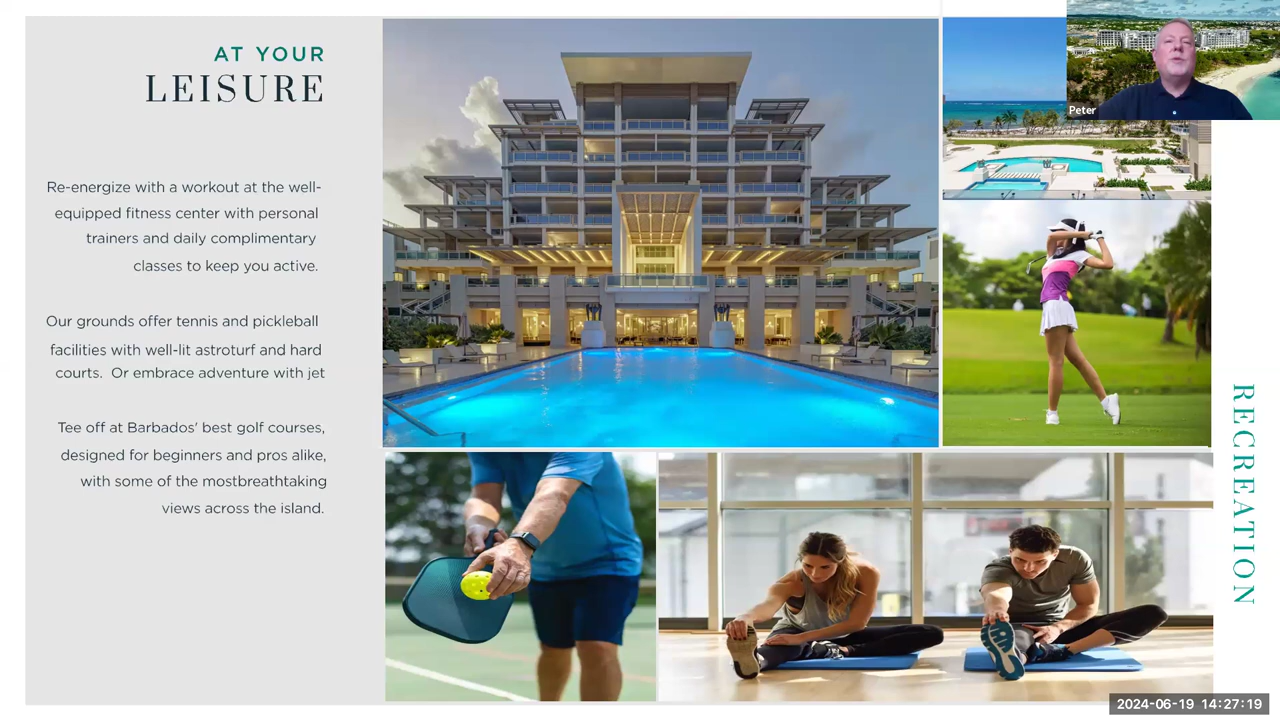 AT YOUR
LEISURE
Re-energize with a workout at the well-
equipped fitness center with personal
trainers and daily complimentary
classes to keep you active.
Our grounds offer tennis and pickleball
facilities with well-lit astroturf and hard
courts. Or embrace adventure with jet
Tee off at Barbados' best golf courses,
designed for beginners and pros alike,
with some of the mostbreathtaking
views across the island.
Peter
RECREATION
2024-06-19 14:27:19